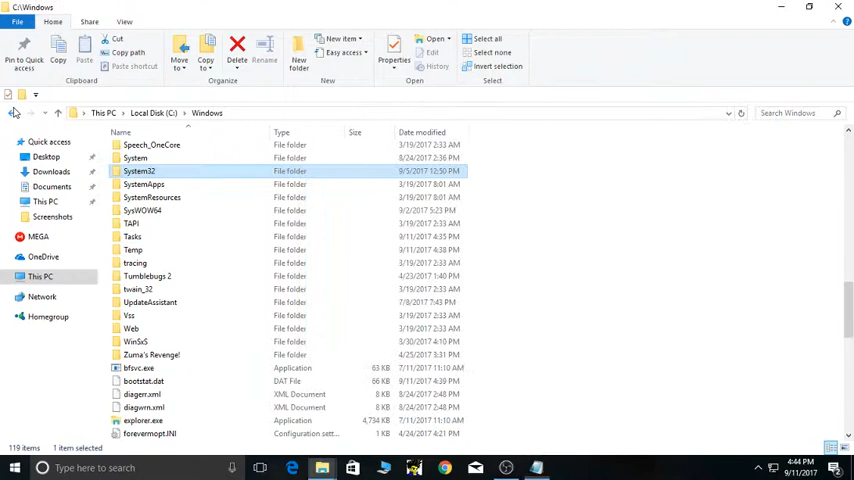 C:\Windows
File Home Share View
Pin to Quick access
Copy
Paste
Cut
Copy path
Paste shortcut
Clipboard
Move to
Copy to
Delete
Rename
Organize
New folder
New item
Easy access
New
Properties
Open
Edit
History
Open
Select all
Select none
Invert selection
Select
This PC Local Disk (C:) Windows
Search Windows
Quick access
Desktop
Downloads
Documents
This PC
Screenshots
MEGA
OneDrive
This PC
Network
Homegroup
Name Type Size Date modified
Speech_OneCore File folder 3/19/2017 2:33 AM
System File folder 8/24/2017 2:36 PM
System32 File folder 9/5/2017 12:50 PM
SystemApps File folder 3/19/2017 8:01 AM
SystemResources File folder 3/19/2017 8:01 AM
SysWOW64 File folder 9/2/2017 5:23 PM
TAPI File folder 3/19/2017 2:33 AM
Tasks File folder 9/11/2017 4:35 PM
Temp File folder 9/11/2017 4:38 PM
tracing File folder 3/19/2017 2:33 AM
Tumblebugs 2 File folder 4/23/2017 1:40 PM
twain_32 File folder 3/19/2017 2:33 AM
UpdateAssistant File folder 7/8/2017 7:43 PM
Vss File folder 3/19/2017 2:33 AM
Web File folder 3/19/2017 2:33 AM
WinSxS File folder 3/30/2017 4:10 PM
Zuma's Revenge! File folder 4/25/2017 3:31 PM
bfsvc.exe Application 63 KB 7/11/2017 11:10 AM
bootstat.dat DAT File 66 KB 9/11/2017 4:39 PM
diagerr.xml XML Document 8 KB 8/24/2017 2:48 PM
diagwrn.xml XML Document 8 KB 8/24/2017 2:48 PM
explorer.exe Application 4,734 KB 7/11/2017 11:10 AM
forevermopt.INI Configuration sett... 1 KB 4/24/2017 4:21 PM
119 items 1 item selected
Type here to search
4:44 PM
9/11/2017